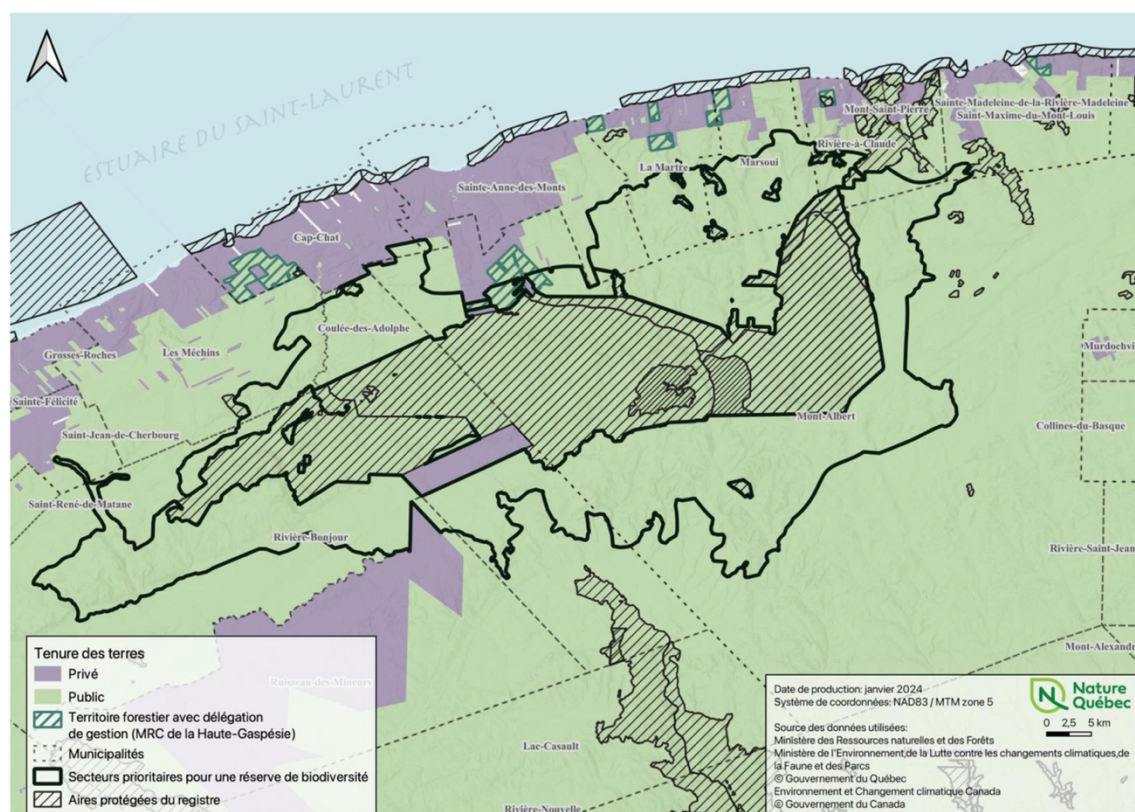 ESTUAIRE DU SAINT-LAURENT
Mont-Saint-Pierre
Sainte-Madeleine-de-la-Rivière-Madeleine
Saint-Maxime-du-Mont-Louis
Rivière-à-Claude
La Martre
Marsoui
Sainte-Anne-des-Monts
Cap-Chat
Coulée-des-Adolphe
Grosses-Roches
Les Méchins
Murdochvi
Sainte-Félicité
Mont-Albert
Collines-du-Basque
Saint-Jean-de-Cherbourg
Saint-René-de-Matane
Rivière-Bonjour
Rivière-Saint-Jean
Mont-Alexandr
Ruisseau-des-Mineurs
Lac-Casault
Rivière-Nouvelle
Tenure des terres
Privé
Public
Territoire forestier avec délégation
de gestion (MRC de la Haute-Gaspésie)
Municipalités
Secteurs prioritaires pour une réserve de biodiversité
Aires protégées du registre
Date de production: janvier 2024
Système de coordonnées: NAD83 / MTM zone 5
Source des données utilisées:
Ministère des Ressources naturelles et des Forêts
Ministère de l'Environnement,de la Lutte contre les changements climatiques,de
la Faune et des Parcs
© Gouvernement du Québec
Environnement et Changement climatique Canada
© Gouvernement du Canada
Nature
Québec
0 2,5 5 km